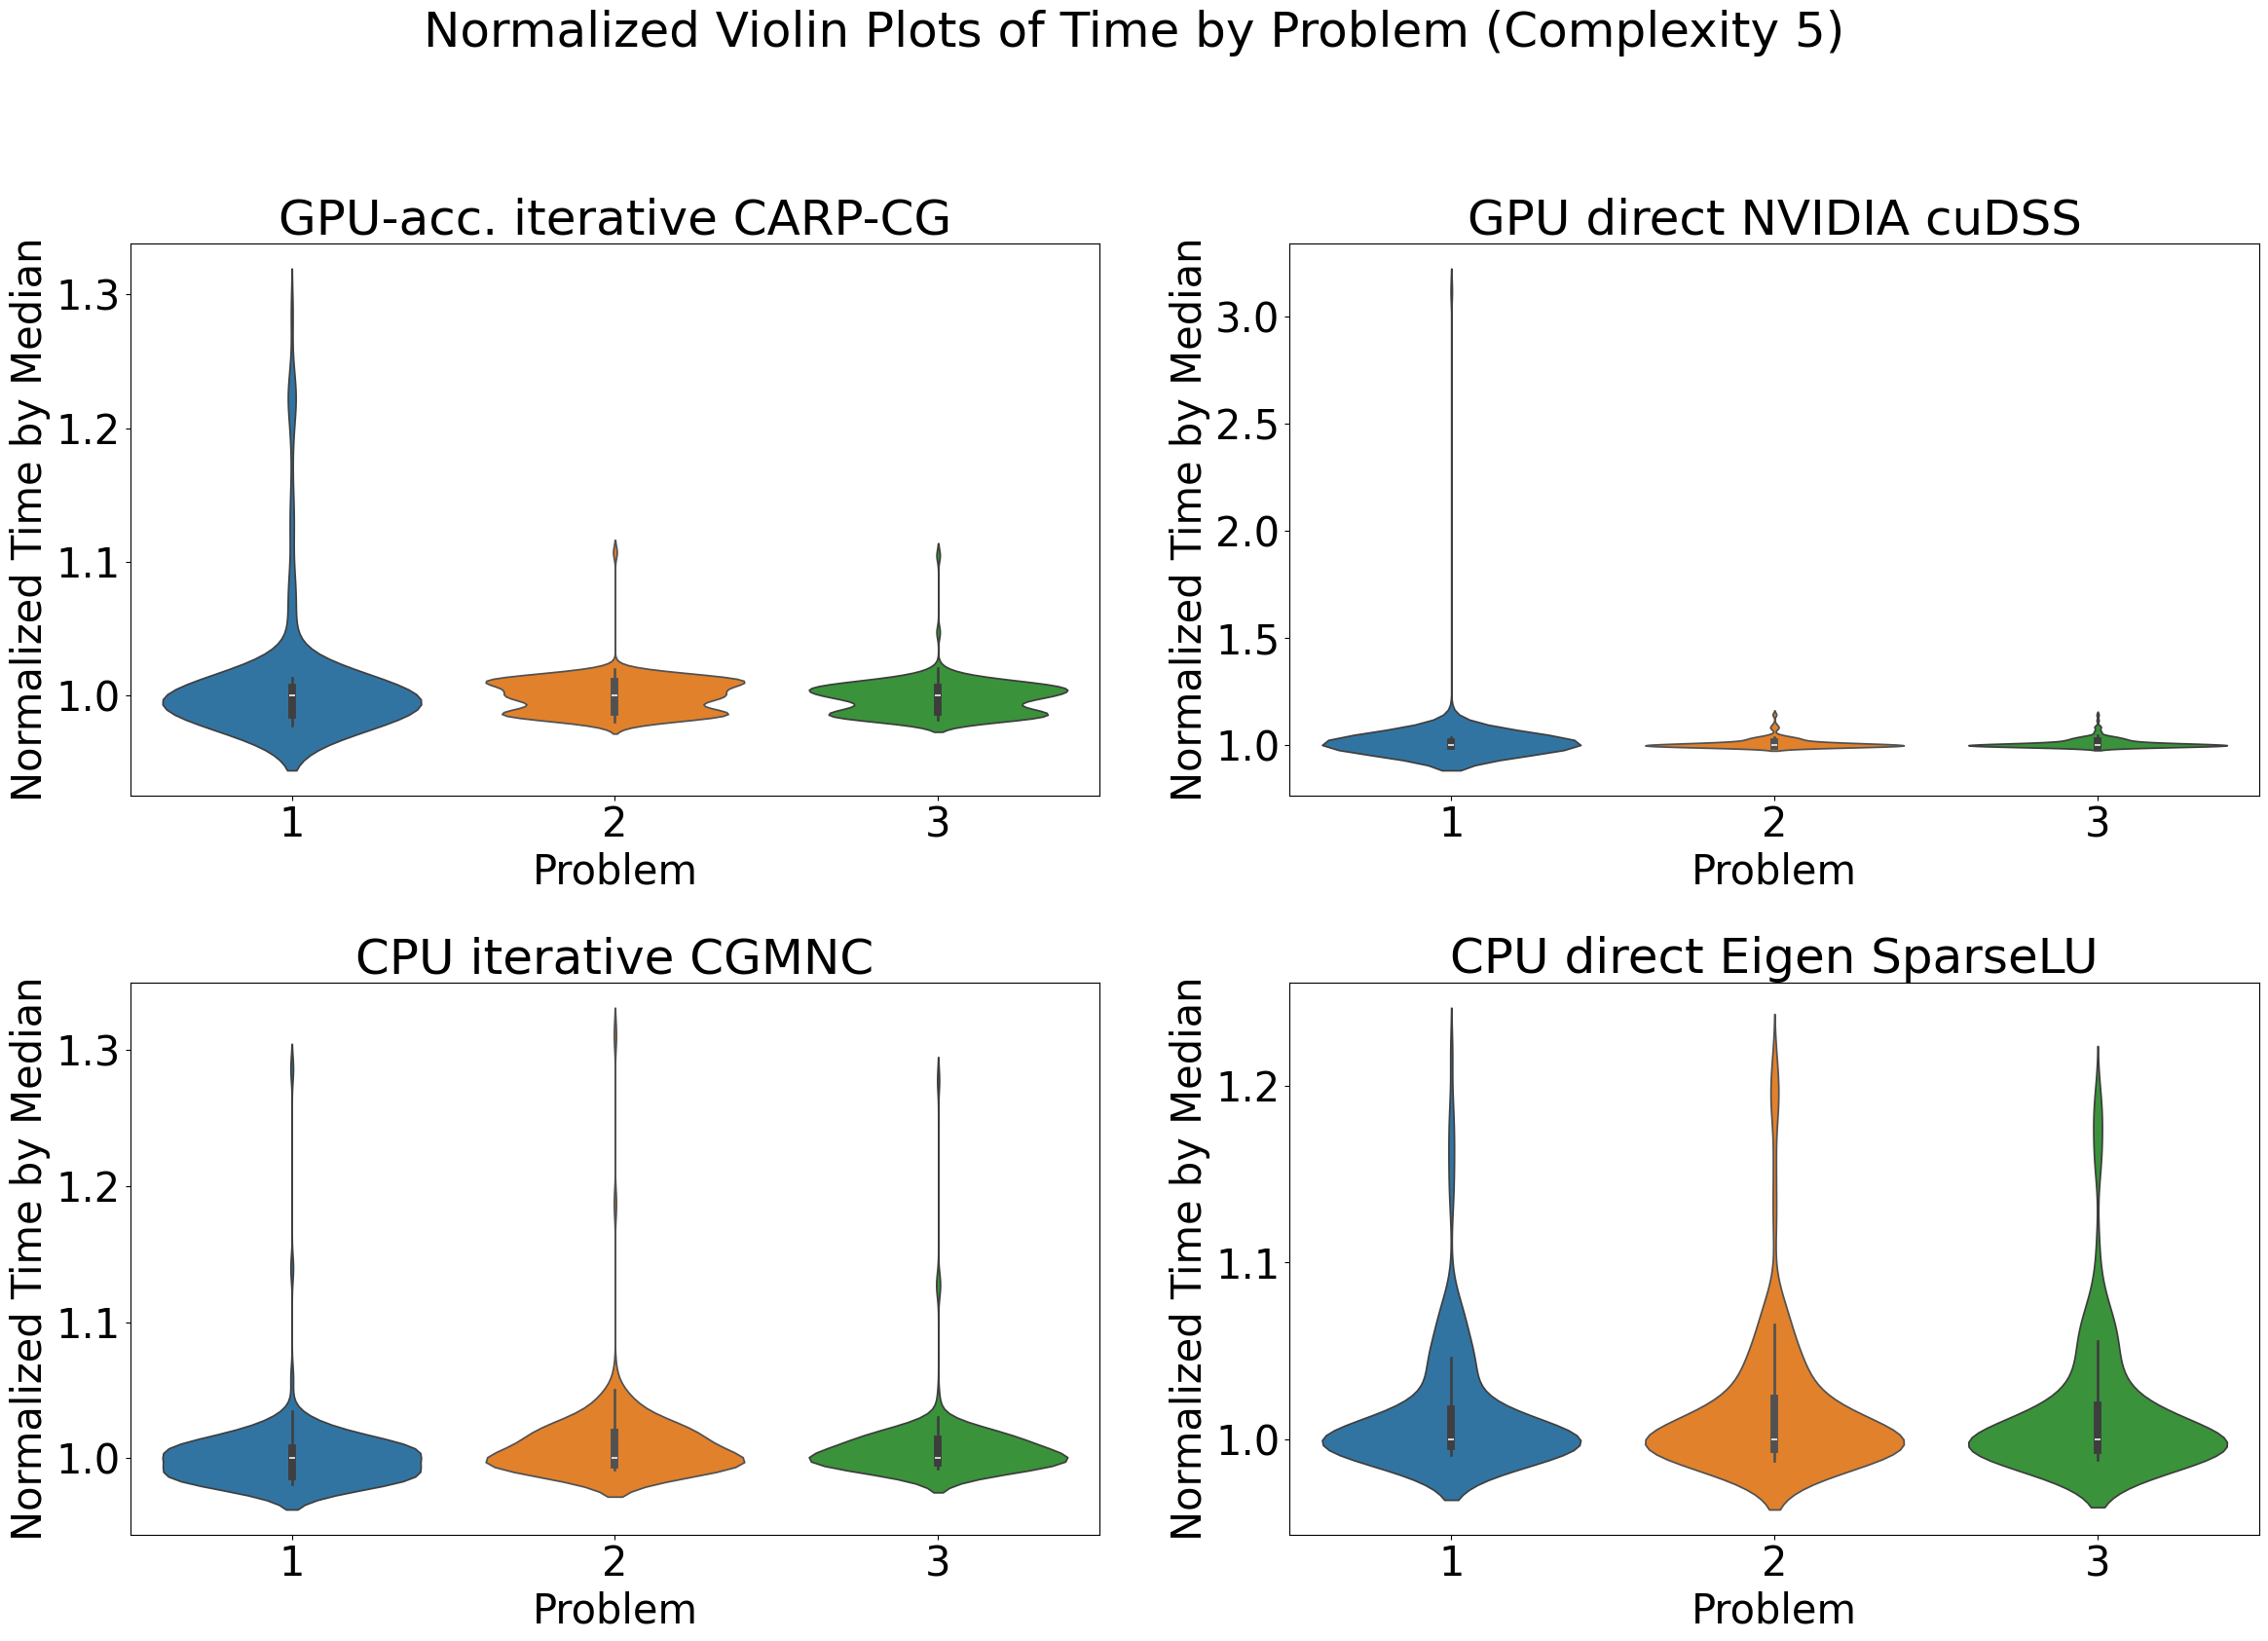 Normalized Violin Plots of Time by Problem (Complexity 5)
GPU-acc. iterative CARP-CG
Normalized Time by Median
1.3
1.2
1.1
1.0
1 2 3
Problem
GPU direct NVIDIA cuDSS
Normalized Time by Median
3.0
2.5
2.0
1.5
1.0
1 2 3
Problem
CPU iterative CGMNC
Normalized Time by Median
1.3
1.2
1.1
1.0
1 2 3
Problem
CPU direct Eigen SparseLU
Normalized Time by Median
1.2
1.1
1.0
1 2 3
Problem